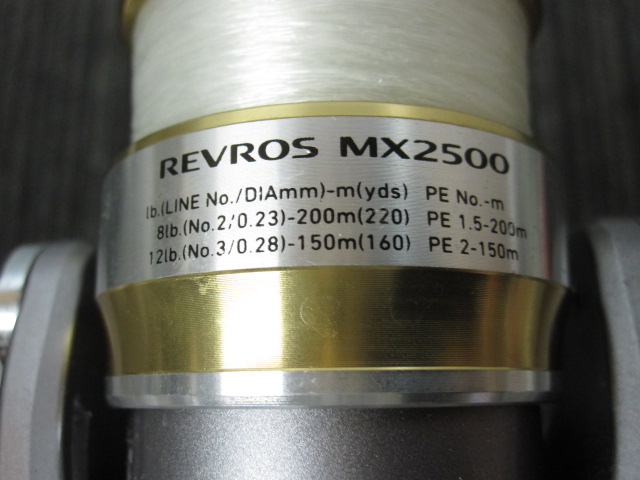 REVROS MX2500
lb.(LINE No./DIAmm)-m(yds) PE No.-m
8lb.(No.2/0.23)-200m(220) PE 1.5-200m
12lb.(No.3/0.28)-150m(160) PE 2-150m